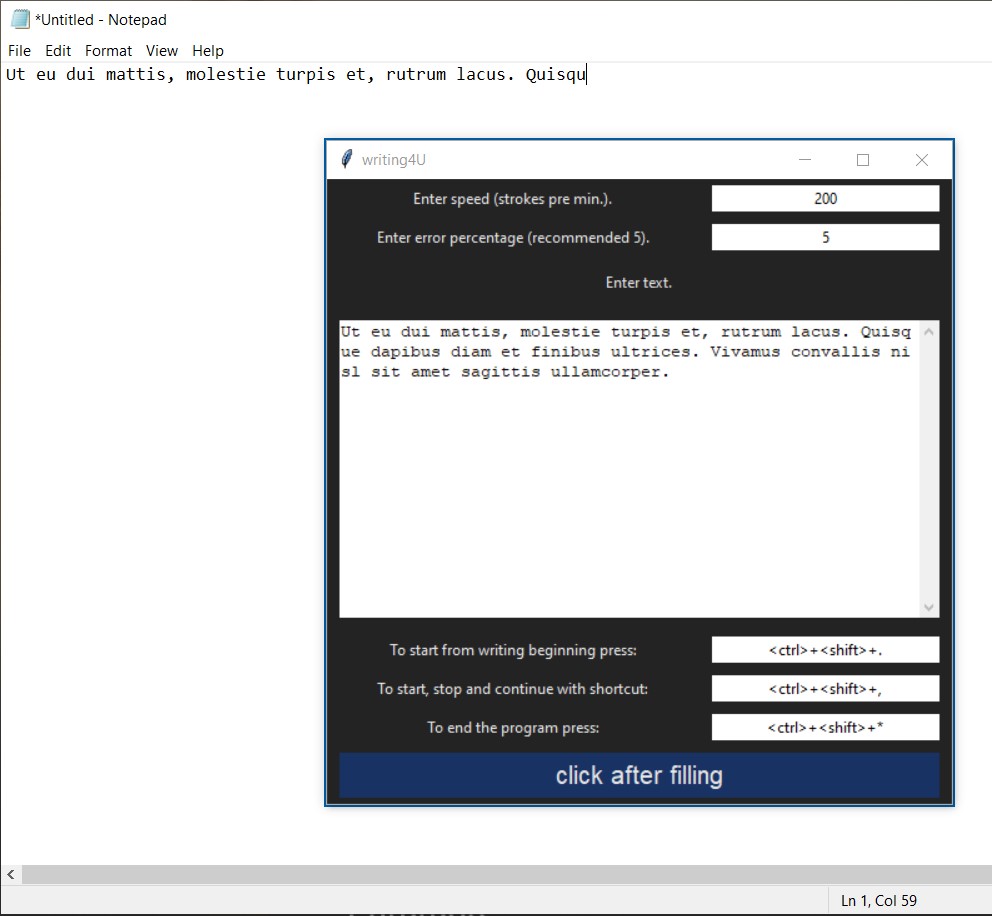 *Untitled - Notepad
File Edit Format View Help
Ut eu dui mattis, molestie turpis et, rutrum lacus. Quisqu
writing4U
Enter speed (strokes pre min.). 200
Enter error percentage (recommended 5). 5
Enter text.
Ut eu dui mattis, molestie turpis et, rutrum lacus. Quisq
ue dapibus diam et finibus ultrices. Vivamus convallis ni
sl sit amet sagittis ullamcorper.
To start from writing beginning press: <ctrl>+<shift>+.
To start, stop and continue with shortcut: <ctrl>+<shift>+,
To end the program press: <ctrl>+<shift>+*
click after filling
Ln 1, Col 59